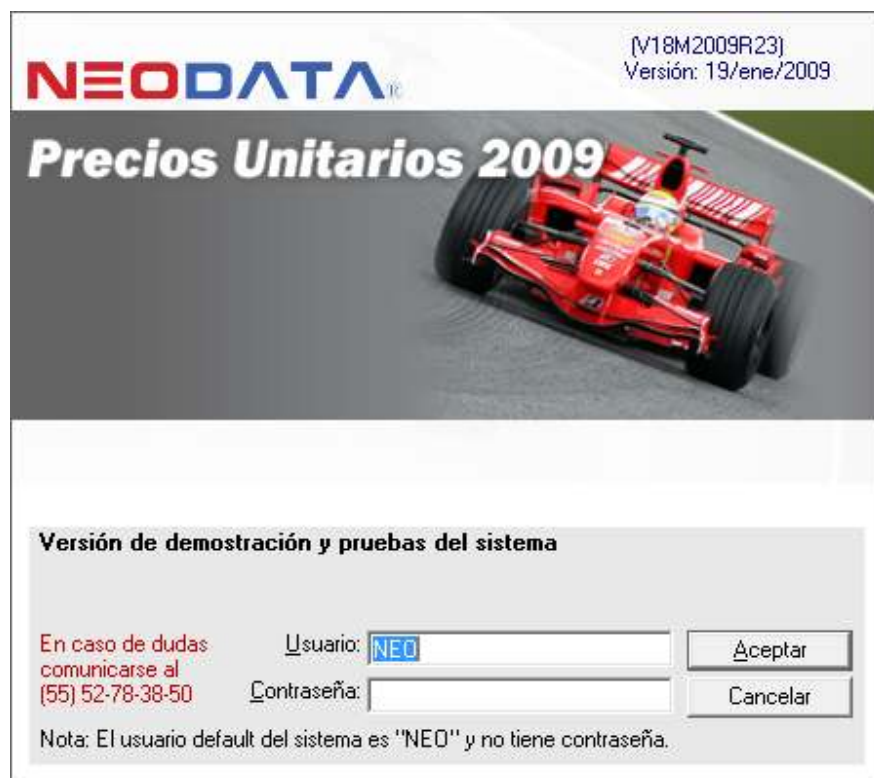 (V18M2009R23)
NEODATA®
Versión: 19/ene/2009
Precios Unitarios 2009
Versión de demostración y pruebas del sistema
En caso de dudas
comunicarse al
(55) 52-78-38-50
Usuario: NEO
Aceptar
Contraseña:
Cancelar
Nota: El usuario default del sistema es "NEO" y no tiene contraseña.